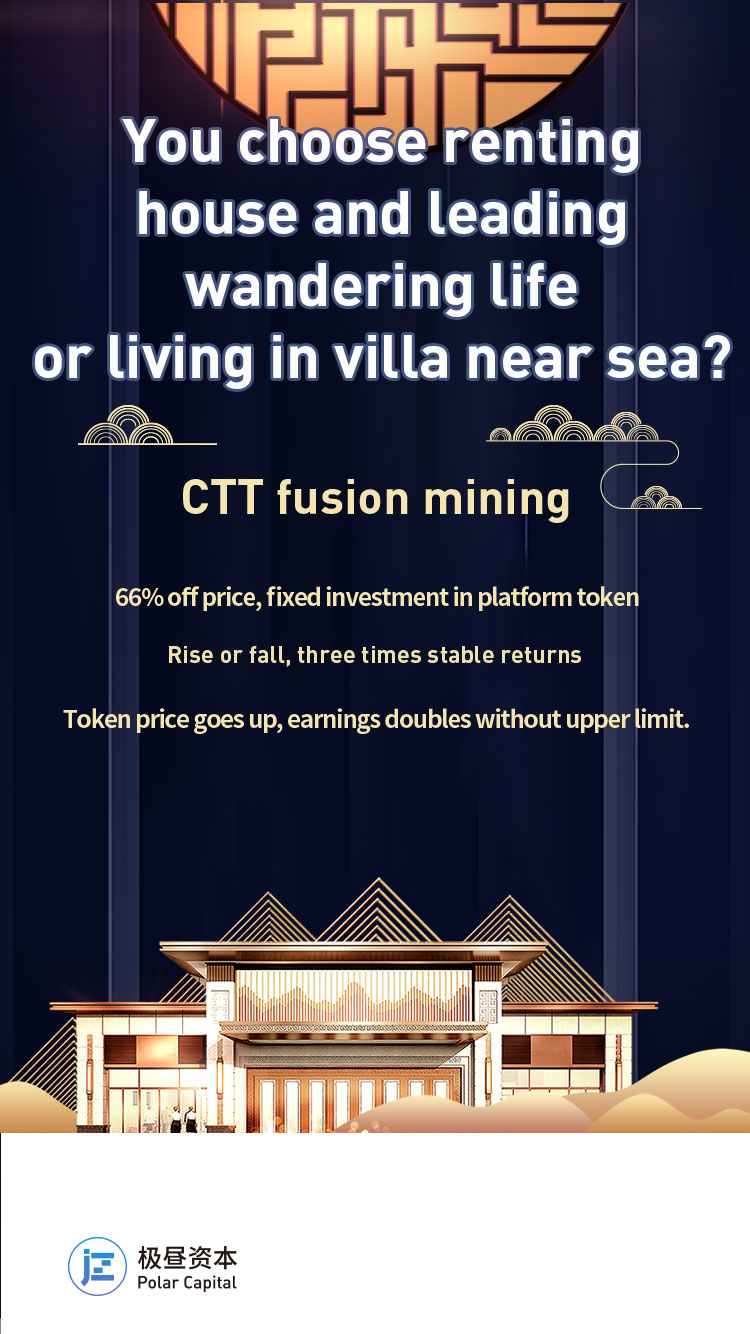 You choose renting
house and leading
wandering life
or living in villa near sea?
CTT fusion mining
66% off price, fixed investment in platform token
Rise or fall, three times stable returns
Token price goes up, earnings doubles without upper limit.
极昼资本
Polar Capital